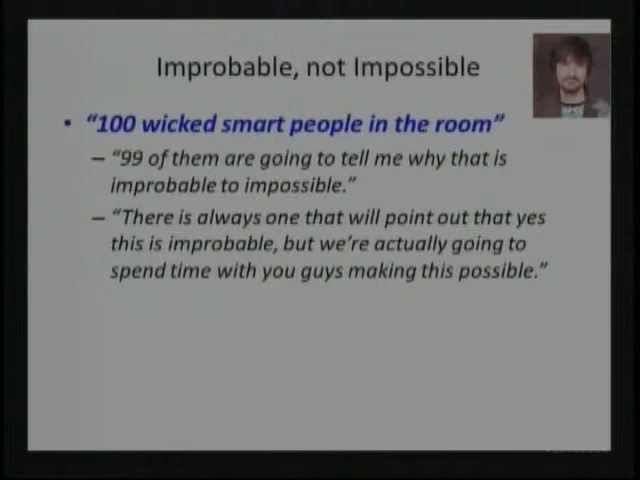 Improbable, not Impossible
• “100 wicked smart people in the room”
– “99 of them are going to tell me why that is
improbable to impossible.”
– “There is always one that will point out that yes
this is improbable, but we’re actually going to
spend time with you guys making this possible.”